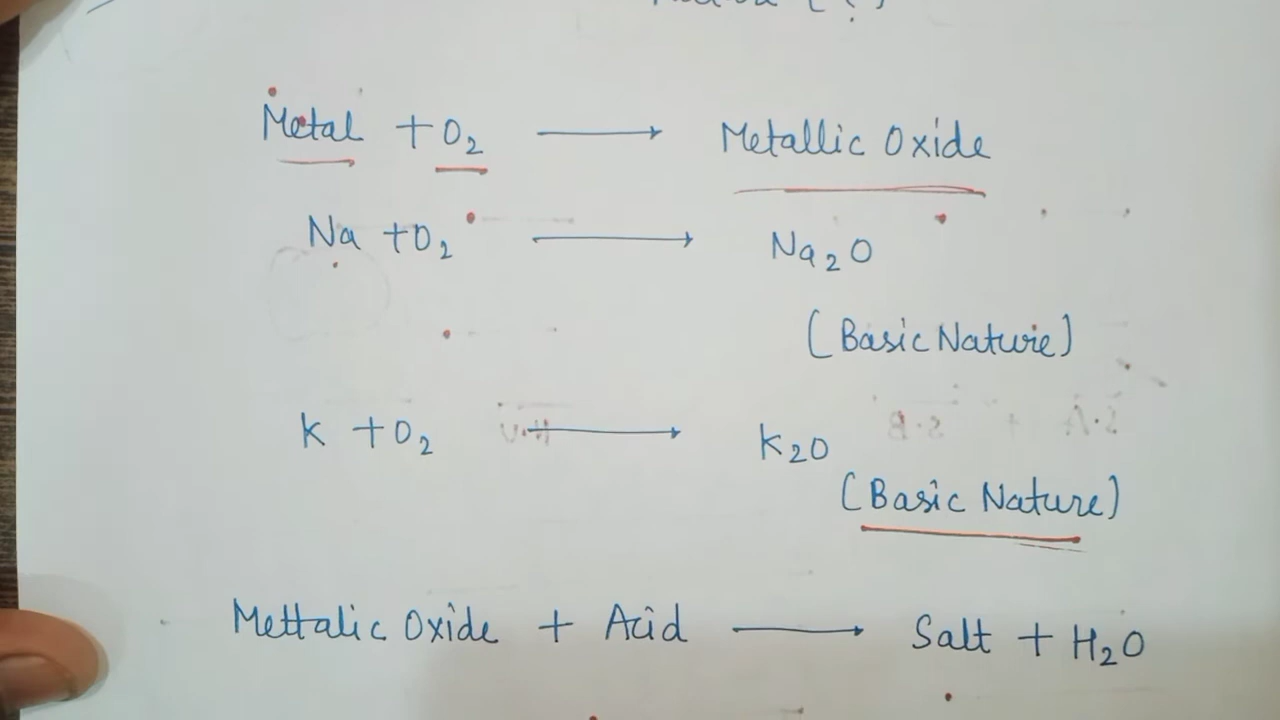 Metal + O₂ ⟶ Metallic Oxide
Na + O₂ ⟶ Na₂O
(Basic Nature)
K + O₂ ⟶ K₂O
(Basic Nature)
Mettalic Oxide + Acid ⟶ Salt + H₂O